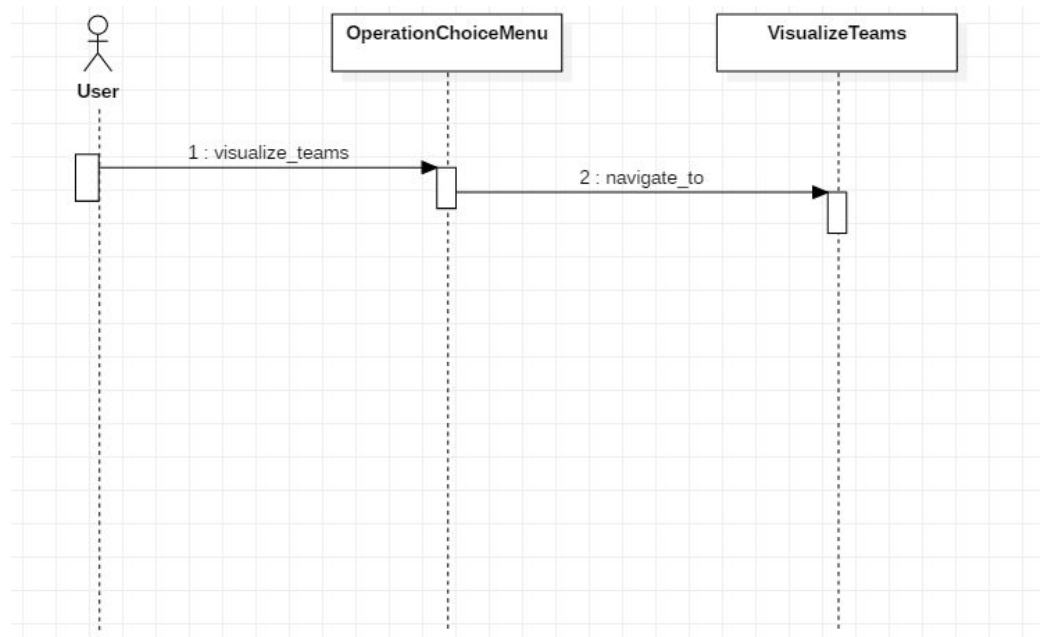 OperationChoiceMenu
VisualizeTeams
User
1 : visualize_teams
2 : navigate_to